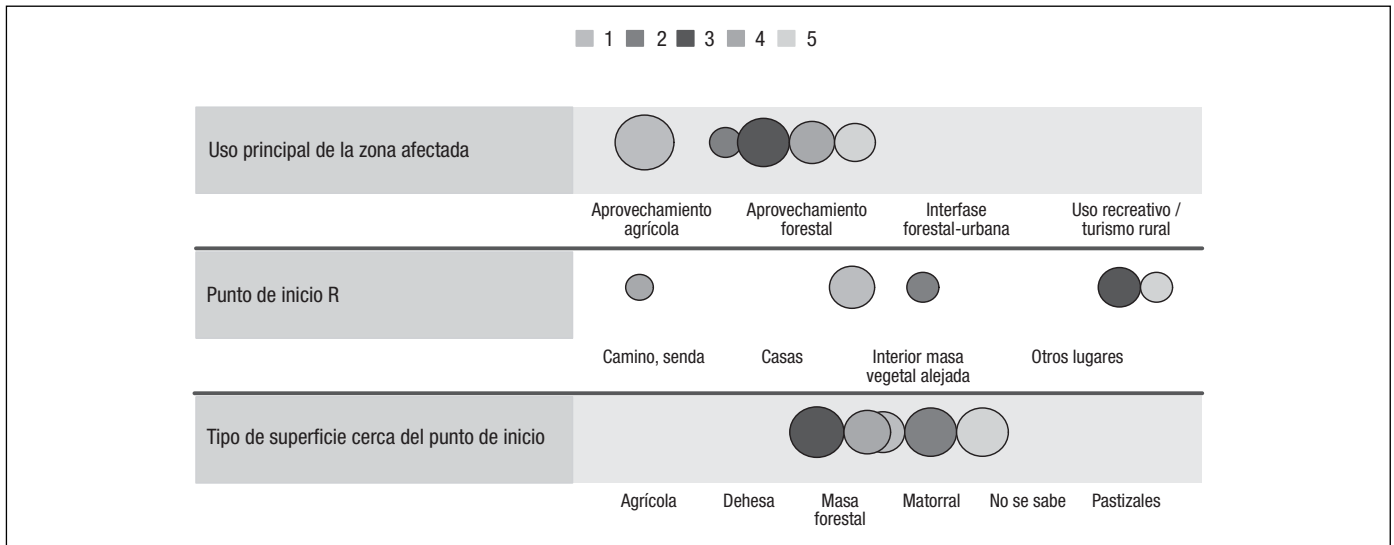 1 2 3 4 5
Uso principal de la zona afectada
Aprovechamiento agrícola
Aprovechamiento forestal
Interfase forestal-urbana
Uso recreativo / turismo rural
Punto de inicio R
Camino, senda
Casas
Interior masa vegetal alejada
Otros lugares
Tipo de superficie cerca del punto de inicio
Agrícola
Dehesa
Masa forestal
Matorral
No se sabe
Pastizales